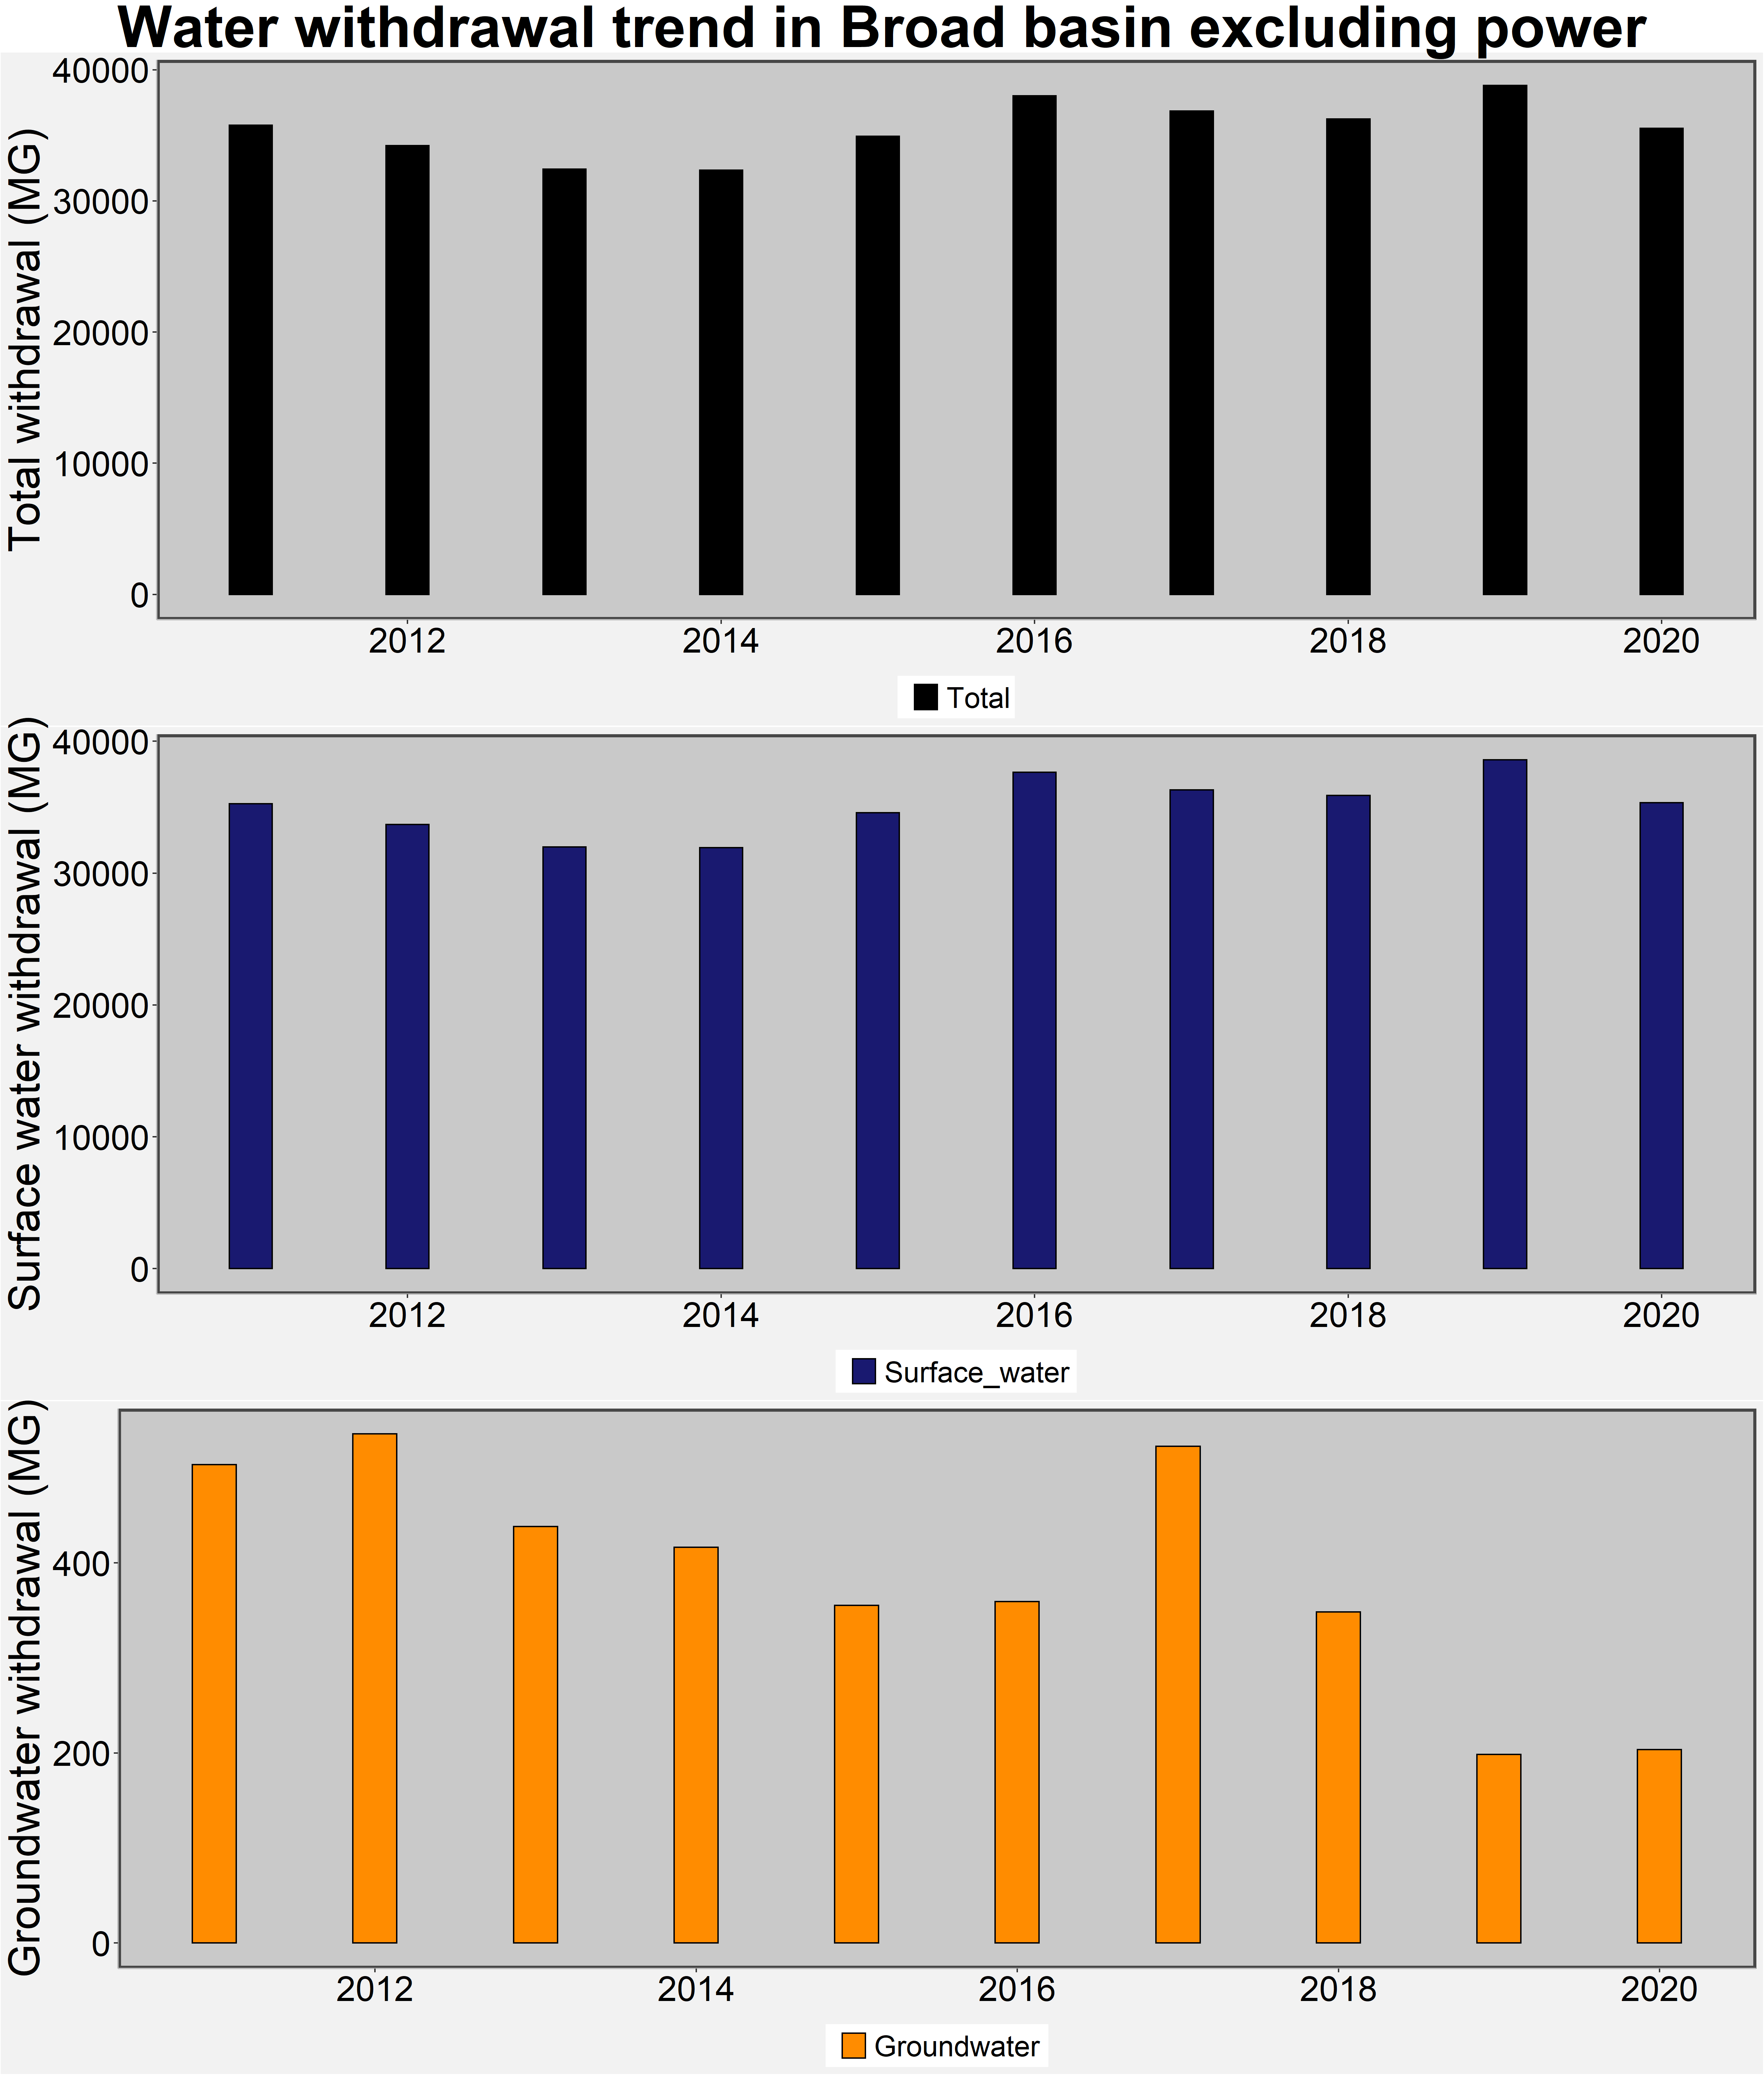 Water withdrawal trend in Broad basin excluding power
Total withdrawal (MG)
40000
30000
20000
10000
0
2012 2014 2016 2018 2020
Total
Surface water withdrawal (MG)
40000
30000
20000
10000
0
2012 2014 2016 2018 2020
Surface_water
Groundwater withdrawal (MG)
400
200
0
2012 2014 2016 2018 2020
Groundwater